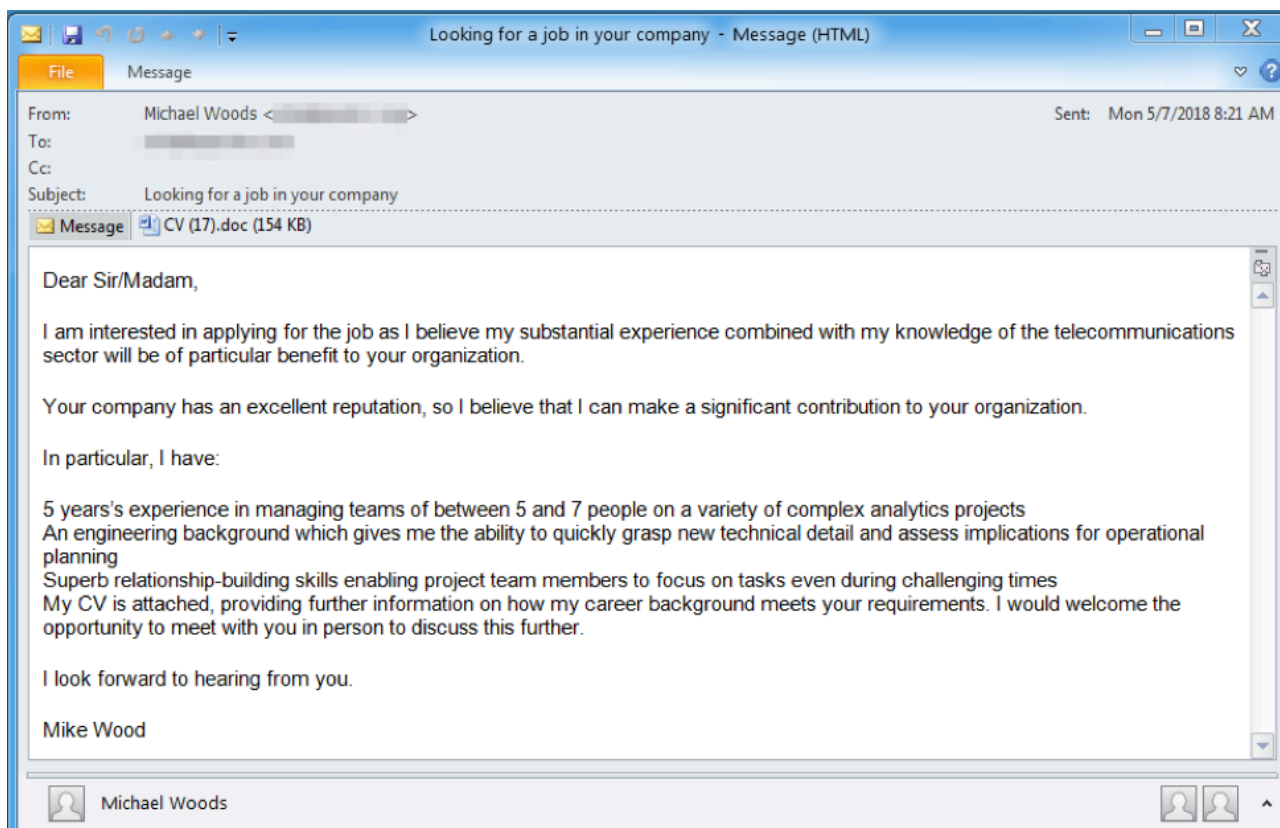 Looking for a job in your company - Message (HTML)
File Message
From: Michael Woods < > Sent: Mon 5/7/2018 8:21 AM
To:
Cc:
Subject: Looking for a job in your company
Message CV (17).doc (154 KB)
Dear Sir/Madam,
I am interested in applying for the job as I believe my substantial experience combined with my knowledge of the telecommunications
sector will be of particular benefit to your organization.
Your company has an excellent reputation, so I believe that I can make a significant contribution to your organization.
In particular, I have:
5 years's experience in managing teams of between 5 and 7 people on a variety of complex analytics projects
An engineering background which gives me the ability to quickly grasp new technical detail and assess implications for operational
planning
Superb relationship-building skills enabling project team members to focus on tasks even during challenging times
My CV is attached, providing further information on how my career background meets your requirements. I would welcome the
opportunity to meet with you in person to discuss this further.
I look forward to hearing from you.
Mike Wood
Michael Woods